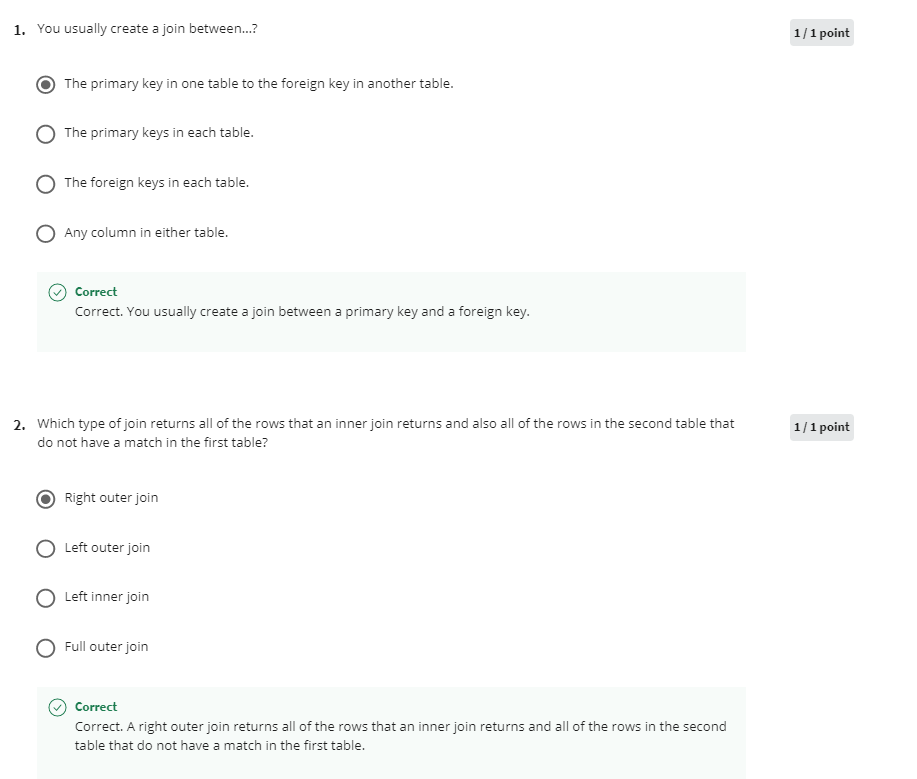 1. You usually create a join between...?
1 / 1 point
The primary key in one table to the foreign key in another table.
The primary keys in each table.
The foreign keys in each table.
Any column in either table.
Correct
Correct. You usually create a join between a primary key and a foreign key.
2. Which type of join returns all of the rows that an inner join returns and also all of the rows in the second table that
do not have a match in the first table?
1 / 1 point
Right outer join
Left outer join
Left inner join
Full outer join
Correct
Correct. A right outer join returns all of the rows that an inner join returns and all of the rows in the second
table that do not have a match in the first table.